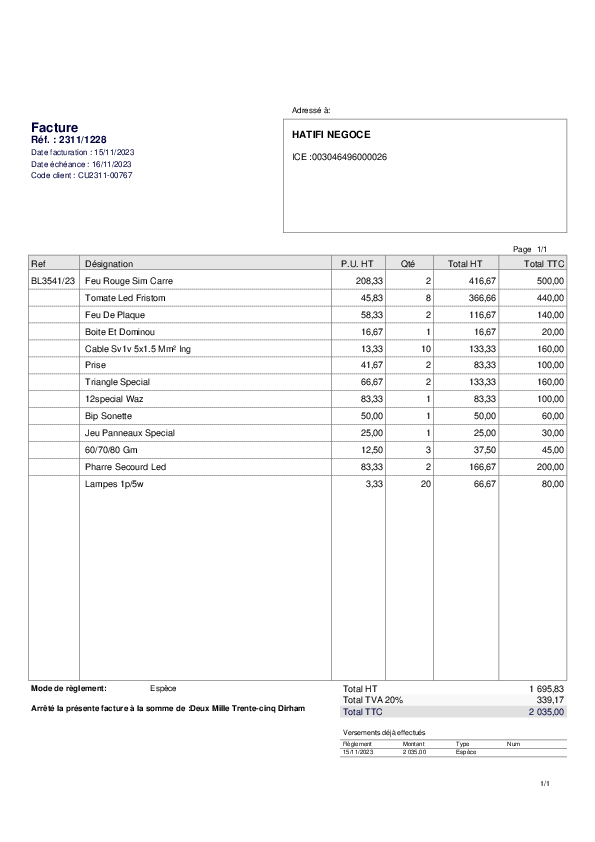 Adressé à:
Facture
Réf. : 2311/1228
Date facturation : 15/11/2023
Date échéance : 16/11/2023
Code client : CU2311-00767
HATIFI NEGOCE
ICE :003046496000026
Page 1/1
Ref Désignation P.U. HT Qté Total HT Total TTC
BL3541/23 Feu Rouge Sim Carre 208,33 2 416,67 500,00
Tomate Led Fristom 45,83 8 366,66 440,00
Feu De Plaque 58,33 2 116,67 140,00
Boite Et Dominou 16,67 1 16,67 20,00
Cable Sv1v 5x1.5 Mm² Ing 13,33 10 133,33 160,00
Prise 41,67 2 83,33 100,00
Triangle Special 66,67 2 133,33 160,00
12special Waz 83,33 1 83,33 100,00
Bip Sonette 50,00 1 50,00 60,00
Jeu Panneaux Special 25,00 1 25,00 30,00
60/70/80 Gm 12,50 3 37,50 45,00
Pharre Secourd Led 83,33 2 166,67 200,00
Lampes 1p/5w 3,33 20 66,67 80,00
Mode de règlement: Espèce
Total HT 1 695,83
Total TVA 20% 339,17
Arrêté la présente facture à la somme de :Deux Mille Trente-cinq Dirham
Total TTC 2 035,00
Versements déjà effectués
Règlement Montant Type Num
15/11/2023 2 035,00 Espèce
1/1